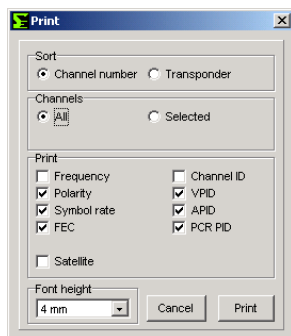 Print
Sort
Channel number Transponder
Channels
All Selected
Print
Frequency Channel ID
Polarity VPID
Symbol rate APID
FEC PCR PID
Satellite
Font height
4 mm Cancel Print